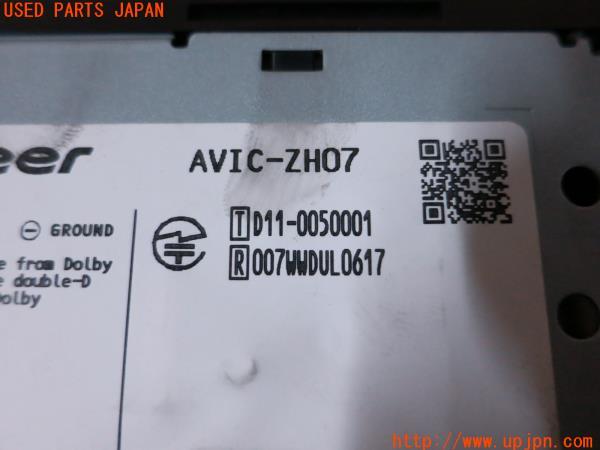 USED PARTS JAPAN
eer
AVIC-ZH07
GROUND
T D11-0050001
e from Dolby
R 007WWDUL0617
e double-D
olby
http://www.upjpn.com/